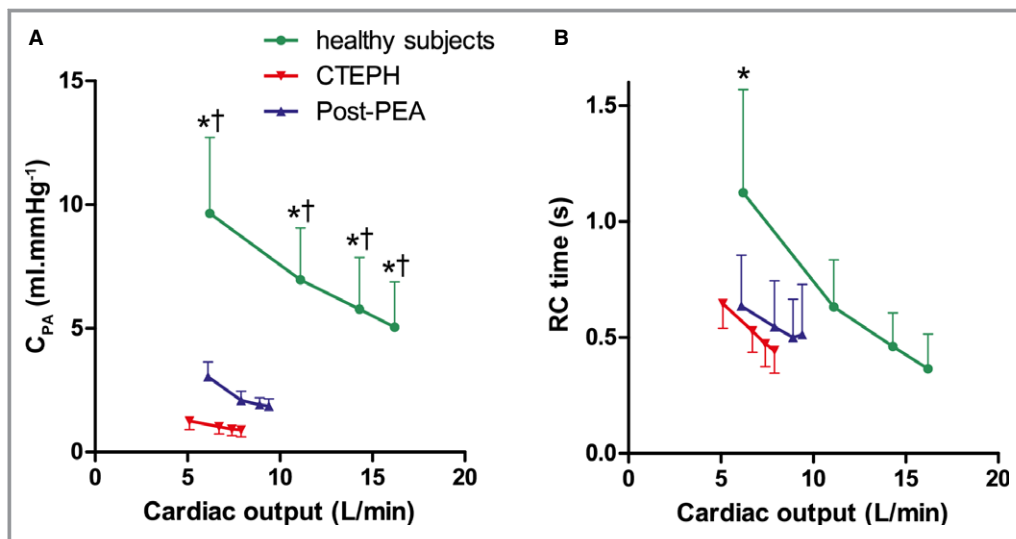 A
healthy subjects
CTEPH
Post-PEA
15
10
5
0
C_PA (ml.mmHg⁻¹)
*†
*†
*†
*†
0 5 10 15 20
Cardiac output (L/min)
B
1.5
1.0
0.5
0.0
RC time (s)
*
0 5 10 15 20
Cardiac output (L/min)